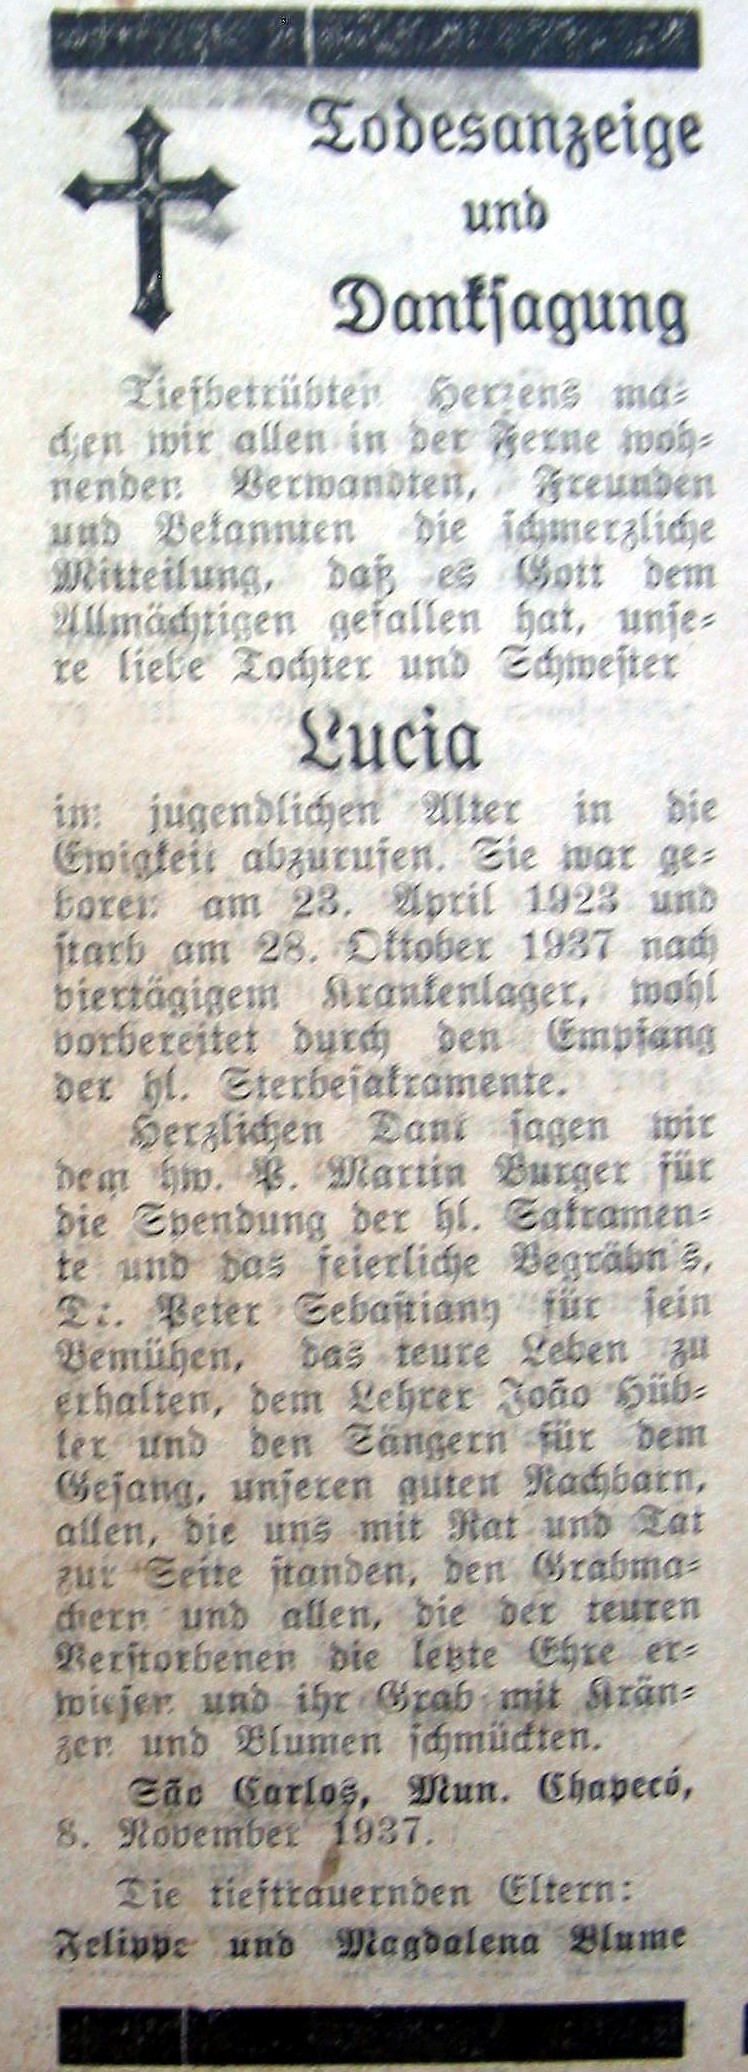 Todesanzeige
und
Danksagung
Tiefbetrübten Herzens ma-
chen wir allen in der Ferne woh-
nenden Verwandten, Freunden
und Bekannten die schmerzliche
Mitteilung, daß es Gott dem
Allmächtigen gefallen hat, unse-
re liebe Tochter und Schwester
Lucia
im jugendlichen Alter in die
Ewigkeit abzurufen. Sie war ge-
boren am 23. April 1923 und
starb am 28. Oktober 1937 nach
viertägigem Krankenlager, wohl
vorbereitet durch den Empfang
der hl. Sterbesakramente.
Herzlichen Dank sagen wir
dem hw. P. Martin Burger für
die Spendung der hl. Sakramen-
te und das feierliche Begräbnis,
Dr. Peter Sebastiany für sein
Bemühen, das teure Leben zu
erhalten, dem Lehrer João Hüb-
ler und den Sängern für dem
Gesang, unseren guten Nachbarn,
allen, die uns mit Rat und Tat
zur Seite standen, den Grabma-
chern und allen, die der teuren
Verstorbenen die letzte Ehre er-
wiesen und ihr Grab mit Krän-
zen und Blumen schmückten.
São Carlos, Mun. Chapecó,
8. November 1937.
Die tieftrauernden Eltern:
Felippe und Magdalena Blume